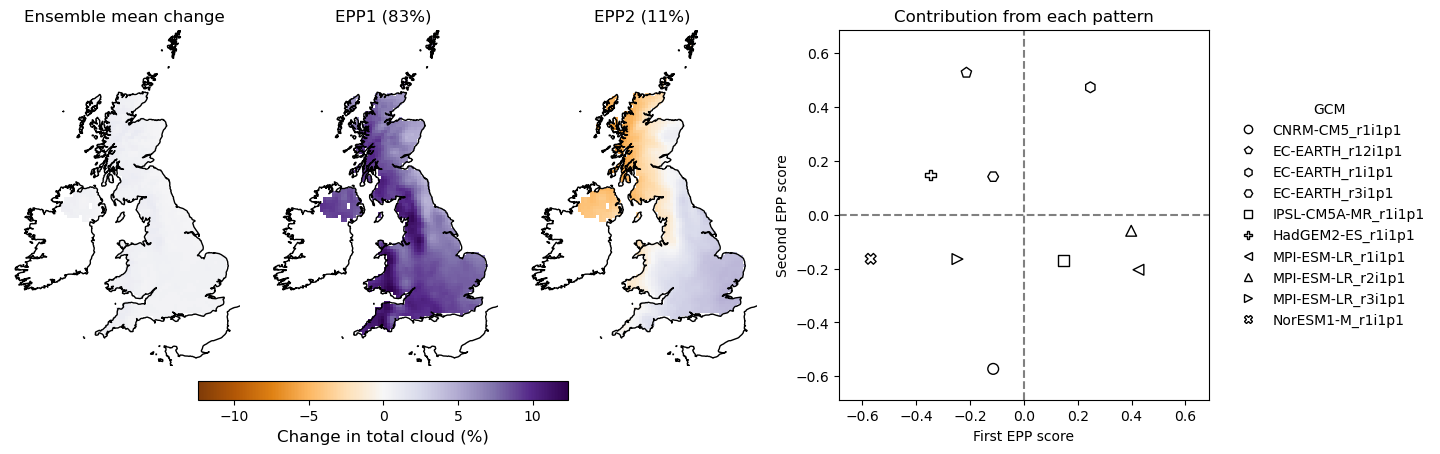 Ensemble mean change
EPP1 (83%)
EPP2 (11%)
Contribution from each pattern
0.6
0.4
0.2
0.0
−0.2
−0.4
−0.6
Second EPP score
−0.6
−0.4
−0.2
0.0
0.2
0.4
0.6
First EPP score
GCM
CNRM-CM5_r1i1p1
EC-EARTH_r12i1p1
EC-EARTH_r1i1p1
EC-EARTH_r3i1p1
IPSL-CM5A-MR_r1i1p1
HadGEM2-ES_r1i1p1
MPI-ESM-LR_r1i1p1
MPI-ESM-LR_r2i1p1
MPI-ESM-LR_r3i1p1
NorESM1-M_r1i1p1
−10
−5
0
5
10
Change in total cloud (%)